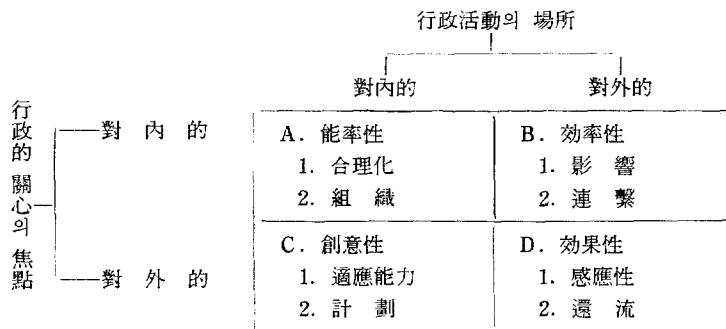 行政活動의 場所
對內的 對外的
行政的 關心의 焦點
對內的
A. 能率性 B. 効率性
1. 合理化 1. 影響
2. 組織 2. 連繫
對外的
C. 創意性 D. 効果性
1. 適應能力 1. 感應性
2. 計劃 2. 還流